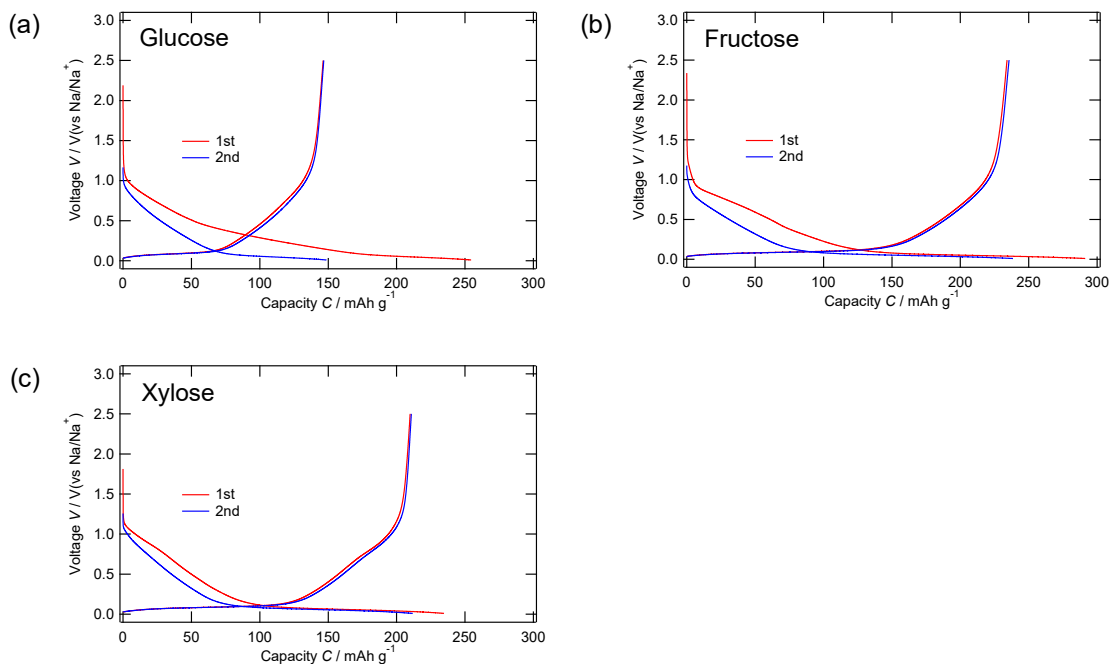 (a)
Glucose
3.0
2.5
2.0
1.5
1.0
0.5
0.0
Voltage V / V(vs Na/Na⁺)
1st
2nd
0 50 100 150 200 250 300
Capacity C / mAh g⁻¹
(b)
Fructose
3.0
2.5
2.0
1.5
1.0
0.5
0.0
Voltage V / V(vs Na/Na⁺)
1st
2nd
0 50 100 150 200 250 300
Capacity C / mAh g⁻¹
(c)
Xylose
3.0
2.5
2.0
1.5
1.0
0.5
0.0
Voltage V / V(vs Na/Na⁺)
1st
2nd
0 50 100 150 200 250 300
Capacity C / mAh g⁻¹